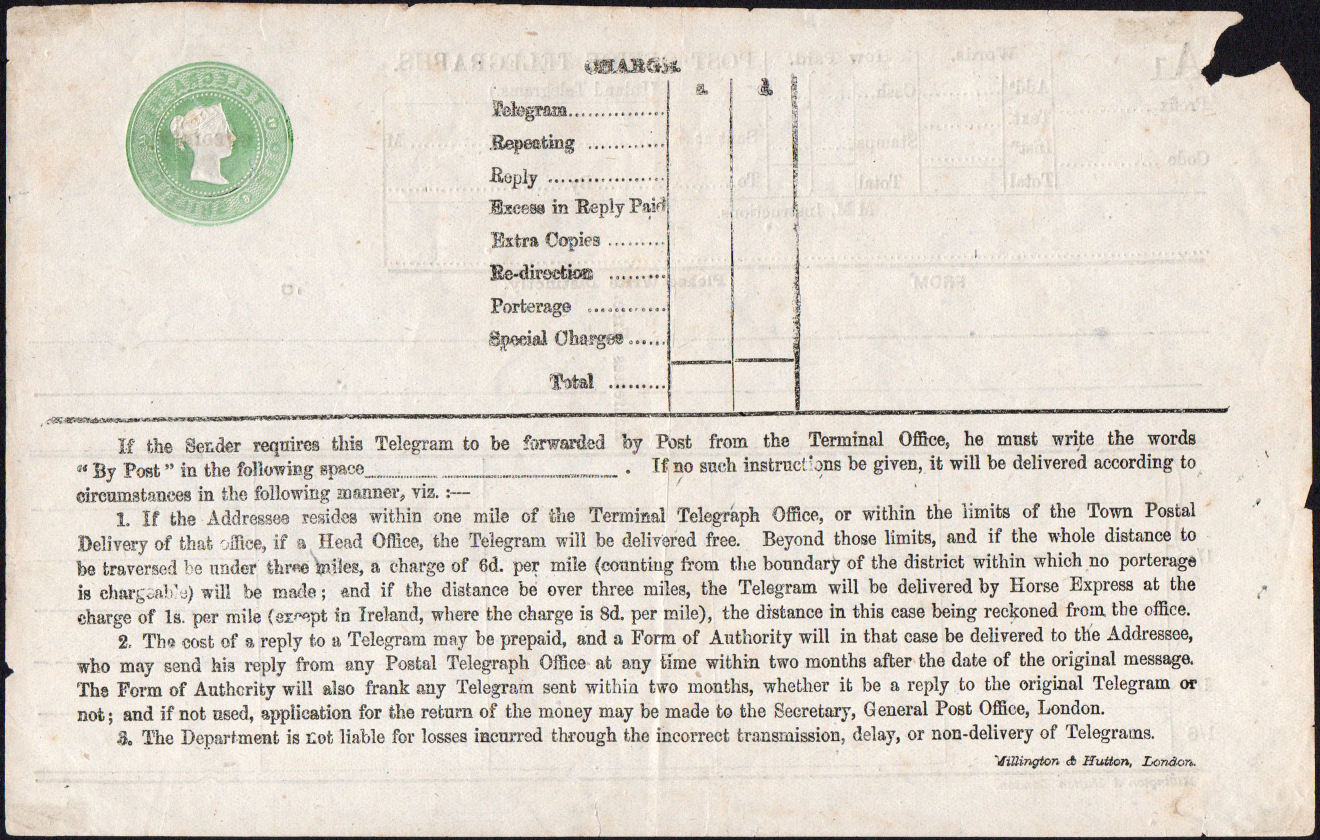 CHARGE.
s. d.
Telegram...............
Repeating ............
Reply ..................
Excess in Reply Paid
Extra Copies .........
Re-direction .........
Porterage ............
Special Charges......
Total .........
If the Sender requires this Telegram to be forwarded by Post from the Terminal Office, he must write the words
“By Post” in the following space . If no such instructions be given, it will be delivered according to
circumstances in the following manner, viz. :—
1. If the Addressee resides within one mile of the Terminal Telegraph Office, or within the limits of the Town Postal
Delivery of that office, if a Head Office, the Telegram will be delivered free. Beyond those limits, and if the whole distance to
be traversed be under three miles, a charge of 6d. per mile (counting from the boundary of the district within which no porterage
is chargeable) will be made; and if the distance be over three miles, the Telegram will be delivered by Horse Express at the
charge of 1s. per mile (except in Ireland, where the charge is 8d. per mile), the distance in this case being reckoned from the office.
2. The cost of a reply to a Telegram may be prepaid, and a Form of Authority will in that case be delivered to the Addressee,
who may send his reply from any Postal Telegraph Office at any time within two months after the date of the original message.
The Form of Authority will also frank any Telegram sent within two months, whether it be a reply to the original Telegram or
not; and if not used, application for the return of the money may be made to the Secretary, General Post Office, London.
3. The Department is not liable for losses incurred through the incorrect transmission, delay, or non-delivery of Telegrams.
Millington & Hutton, London.